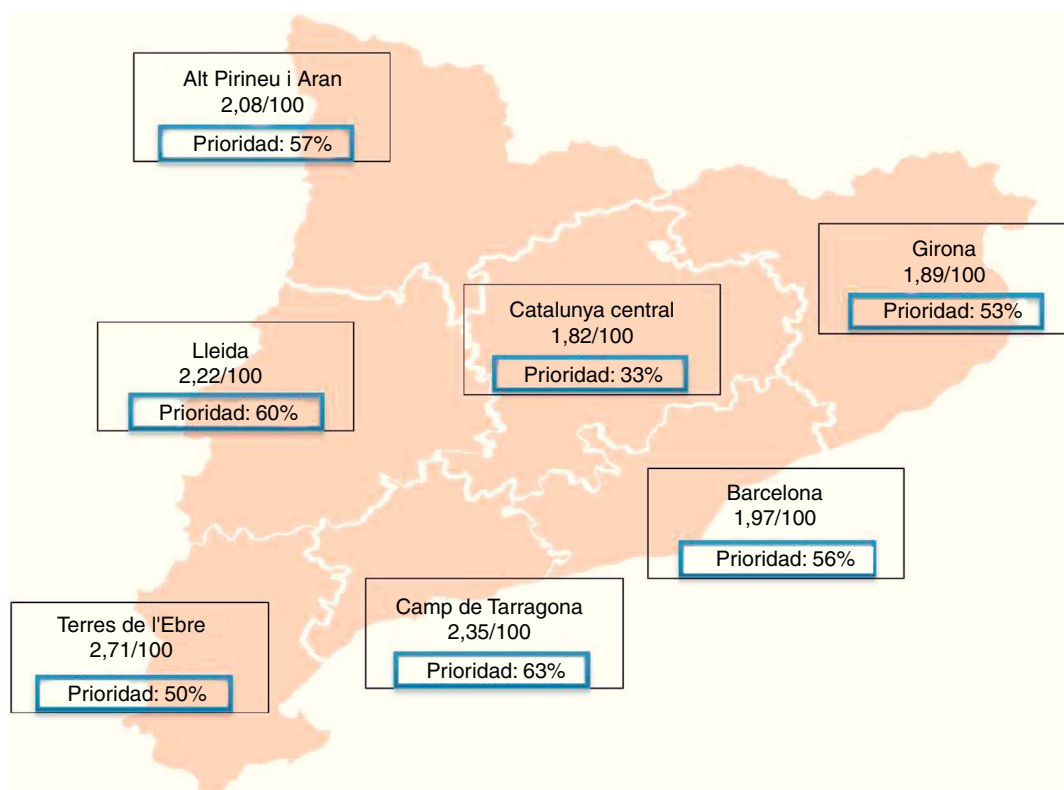 Alt Pirineu i Aran
2,08/100
Prioridad: 57%
Girona
1,89/100
Prioridad: 53%
Catalunya central
1,82/100
Prioridad: 33%
Lleida
2,22/100
Prioridad: 60%
Barcelona
1,97/100
Prioridad: 56%
Camp de Tarragona
2,35/100
Prioridad: 63%
Terres de l'Ebre
2,71/100
Prioridad: 50%